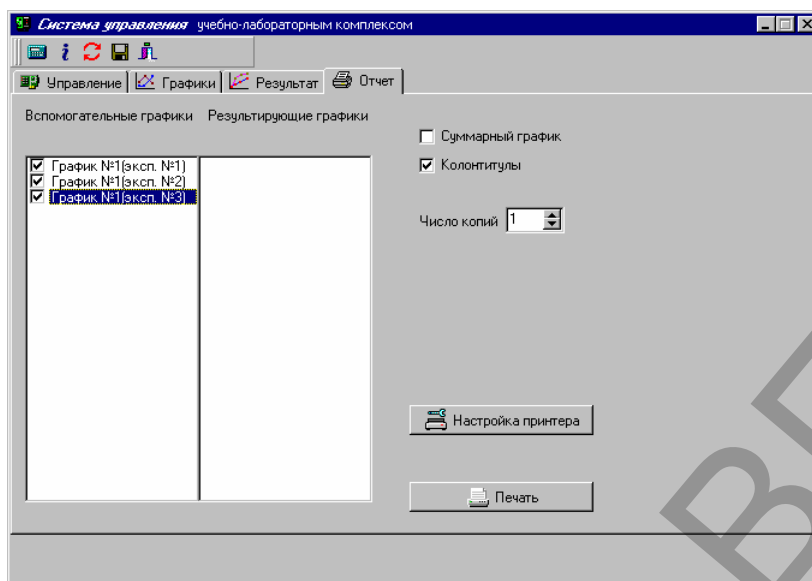 Система управления учебно-лабораторным комплексом
Управление Графики Результат Отчет
Вспомогательные графики Результирующие графики
График №1(эксп. №1)
График №1(эксп. №2)
График №1(эксп. №3)
Суммарный график
Колонтитулы
Число копий 1
Настройка принтера
Печать